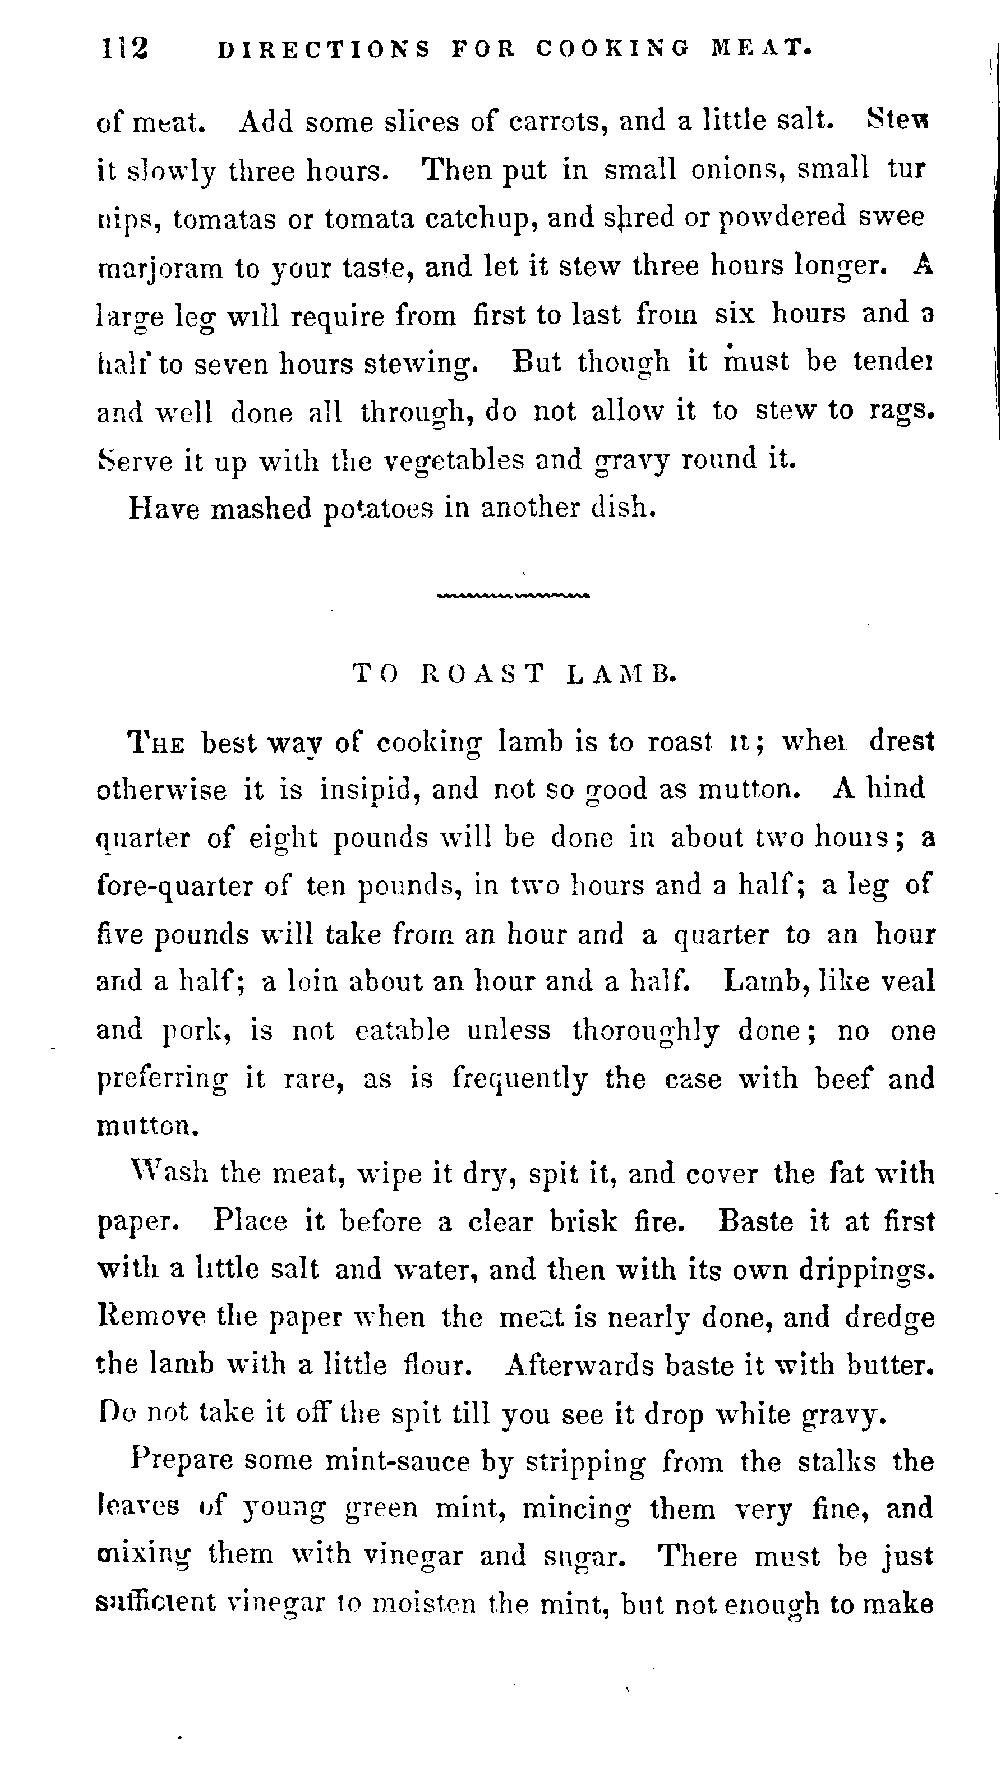 112 DIRECTIONS FOR COOKING MEAT.
of meat. Add some slices of carrots, and a little salt. Stew
it slowly three hours. Then put in small onions, small tur
nips, tomatas or tomata catchup, and shred or powdered swee
marjoram to your taste, and let it stew three hours longer. A
large leg will require from first to last from six hours and a
half to seven hours stewing. But though it must be tender
and well done all through, do not allow it to stew to rags.
Serve it up with the vegetables and gravy round it.
Have mashed potatoes in another dish.
TO ROAST LAMB.
THE best way of cooking lamb is to roast it; when drest
otherwise it is insipid, and not so good as mutton. A hind
quarter of eight pounds will be done in about two hours; a
fore-quarter of ten pounds, in two hours and a half; a leg of
five pounds will take from an hour and a quarter to an hour
and a half; a loin about an hour and a half. Lamb, like veal
and pork, is not eatable unless thoroughly done; no one
preferring it rare, as is frequently the case with beef and
mutton.
Wash the meat, wipe it dry, spit it, and cover the fat with
paper. Place it before a clear brisk fire. Baste it at first
with a little salt and water, and then with its own drippings.
Remove the paper when the meat is nearly done, and dredge
the lamb with a little flour. Afterwards baste it with butter.
Do not take it off the spit till you see it drop white gravy.
Prepare some mint-sauce by stripping from the stalks the
leaves of young green mint, mincing them very fine, and
mixing them with vinegar and sugar. There must be just
sufficient vinegar to moisten the mint, but not enough to make